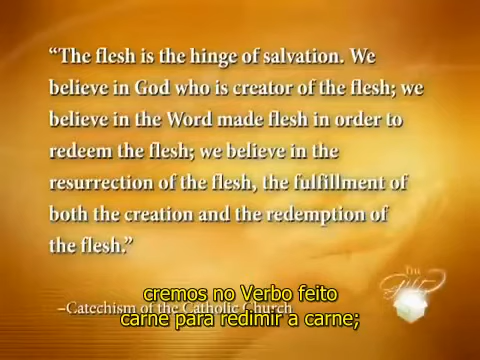 “The flesh is the hinge of salvation. We
believe in God who is creator of the flesh; we
believe in the Word made flesh in order to
redeem the flesh; we believe in the
resurrection of the flesh, the fulfillment of
both the creation and the redemption of
the flesh.”
–Catechism of the Catholic Church
cremos no Verbo feito
carne para redimir a carne;